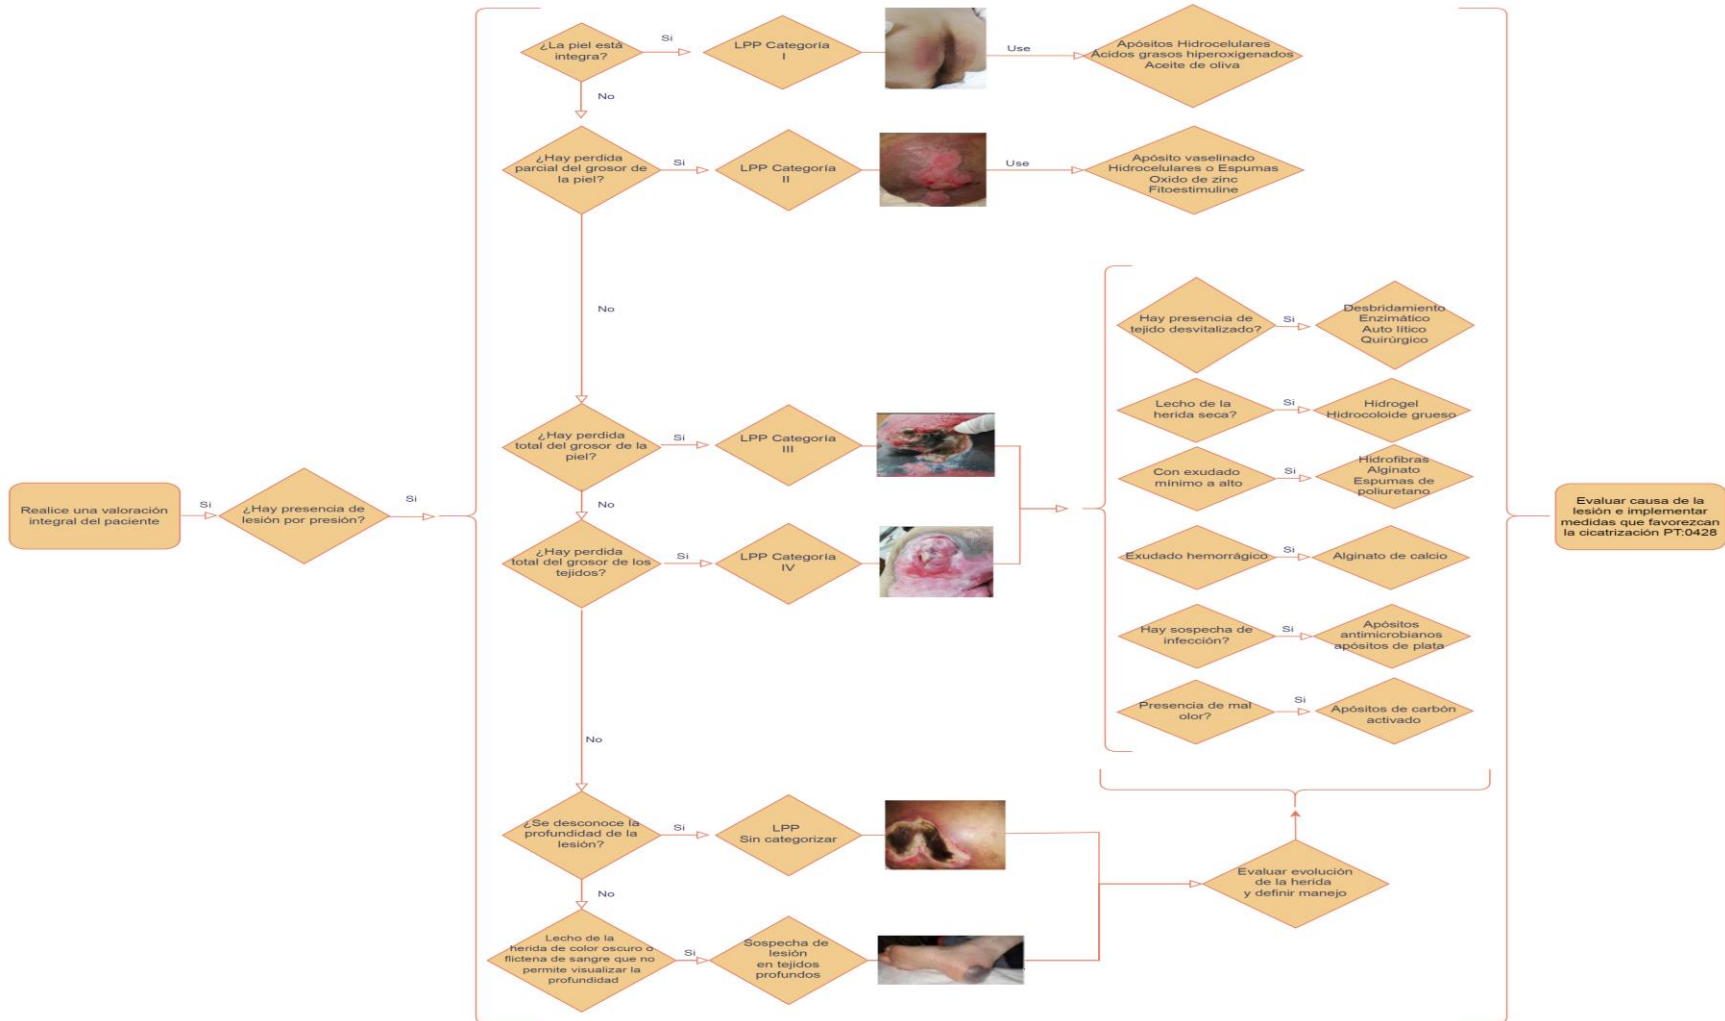 Realice una valoración
integral del paciente
Si
¿Hay presencia de
lesión por presión?
Si
¿La piel está
integra?
Si
LPP Categoría
I
Use
Apósitos Hidrocelulares
Ácidos grasos hiperoxigenados
Aceite de oliva
No
¿Hay perdida
parcial del grosor de
la piel?
Si
LPP Categoría
II
Use
Apósito vaselinado
Hidrocelulares o Espumas
Oxido de zinc
Fitoestimuline
No
¿Hay perdida
total del grosor de la
piel?
Si
LPP Categoría
III
No
¿Hay perdida
total del grosor de los
tejidos?
Si
LPP Categoría
IV
Hay presencia de
tejido desvitalizado?
Si
Desbridamiento
Enzimático
Auto lítico
Quirúrgico
Lecho de la
herida seca?
Si
Hidrogel
Hidrocoloide grueso
Con exudado
mínimo a alto
Si
Hidrofibras
Alginato
Espumas de
poliuretano
Exudado hemorrágico
Si
Alginato de calcio
Hay sospecha de
infección?
Si
Apósitos
antimicrobianos
apósitos de plata
Presencia de mal
olor?
Si
Apósitos de carbón
activado
No
¿Se desconoce la
profundidad de la
lesión?
Si
LPP
Sin categorizar
No
Lecho de la
herida de color oscuro o
flictena de sangre que no
permite visualizar la
profundidad
Si
Sospecha de
lesión
en tejidos
profundos
Evaluar evolución
de la herida
y definir manejo
Evaluar causa de la
lesión e implementar
medidas que favorezcan
la cicatrización PT:0428